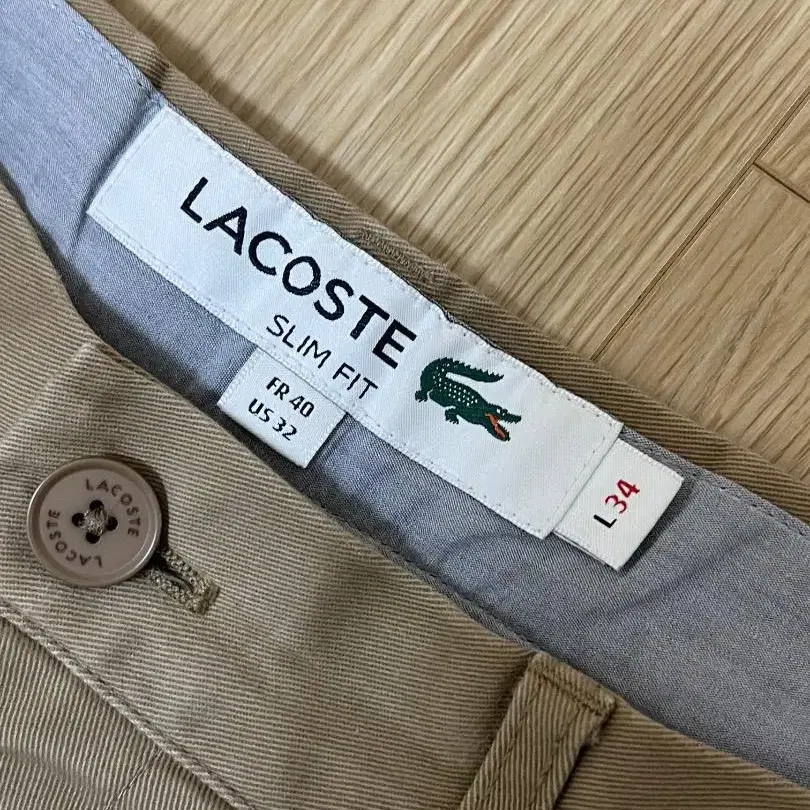 LACOSTE
SLIM FIT
FR 40
US 32
L34
LACOSTE
LACOSTE